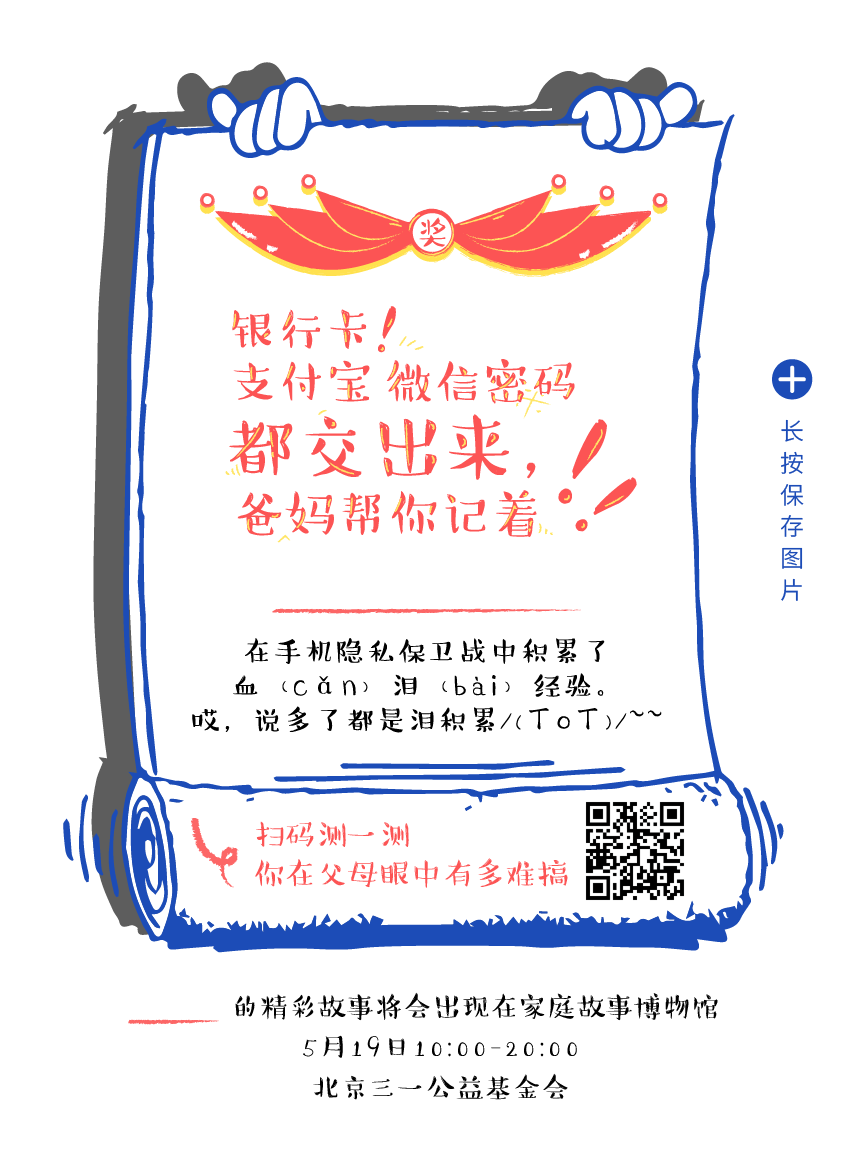 奖
银行卡!
支付宝 微信密码
都交出来,!
爸妈帮你记着!
在手机隐私保卫战中积累了
血（cǎn）泪（bài）经验。
哎，说多了都是泪积累/(ToT)/~~
扫码测一测
你在父母眼中有多难搞
的精彩故事将会出现在家庭故事博物馆
5月19日10:00-20:00
北京三一公益基金会
长按保存图片